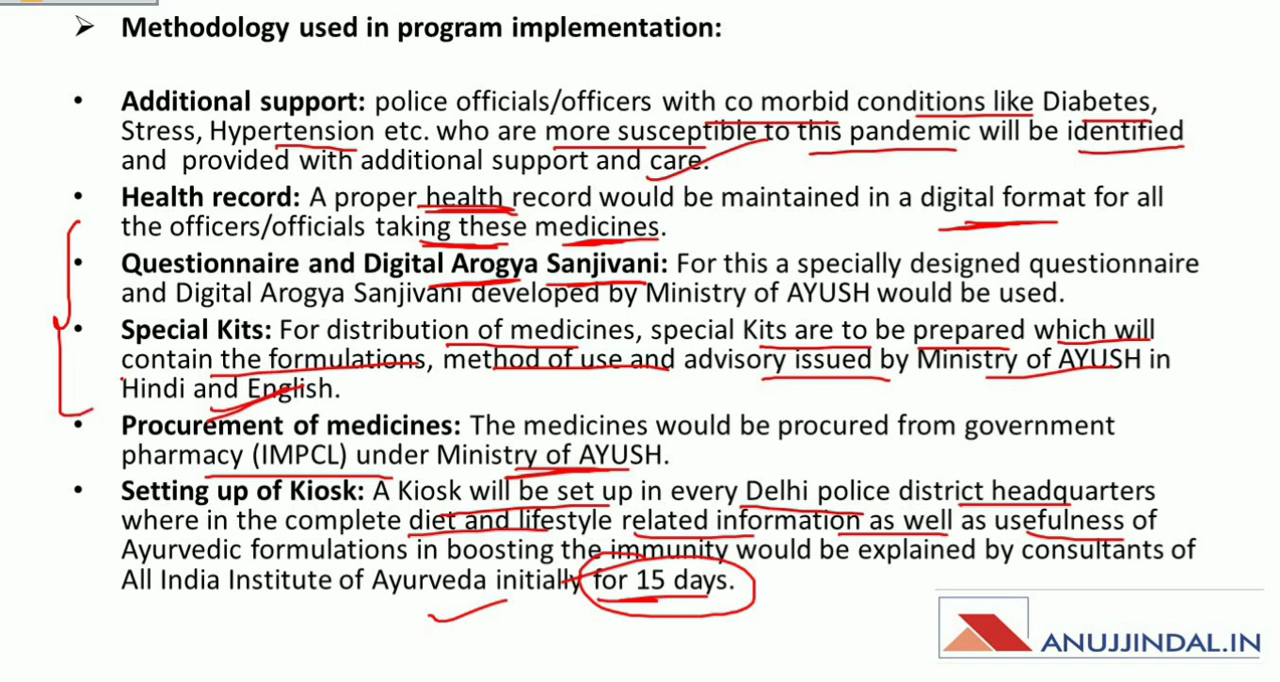 ➤ Methodology used in program implementation:
• Additional support: police officials/officers with co morbid conditions like Diabetes,
Stress, Hypertension etc. who are more susceptible to this pandemic will be identified
and provided with additional support and care.
• Health record: A proper health record would be maintained in a digital format for all
the officers/officials taking these medicines.
• Questionnaire and Digital Arogya Sanjivani: For this a specially designed questionnaire
and Digital Arogya Sanjivani developed by Ministry of AYUSH would be used.
• Special Kits: For distribution of medicines, special Kits are to be prepared which will
contain the formulations, method of use and advisory issued by Ministry of AYUSH in
Hindi and English.
• Procurement of medicines: The medicines would be procured from government
pharmacy (IMPCL) under Ministry of AYUSH.
• Setting up of Kiosk: A Kiosk will be set up in every Delhi police district headquarters
where in the complete diet and lifestyle related information as well as usefulness of
Ayurvedic formulations in boosting the immunity would be explained by consultants of
All India Institute of Ayurveda initially for 15 days.
ANUJJINDAL.IN